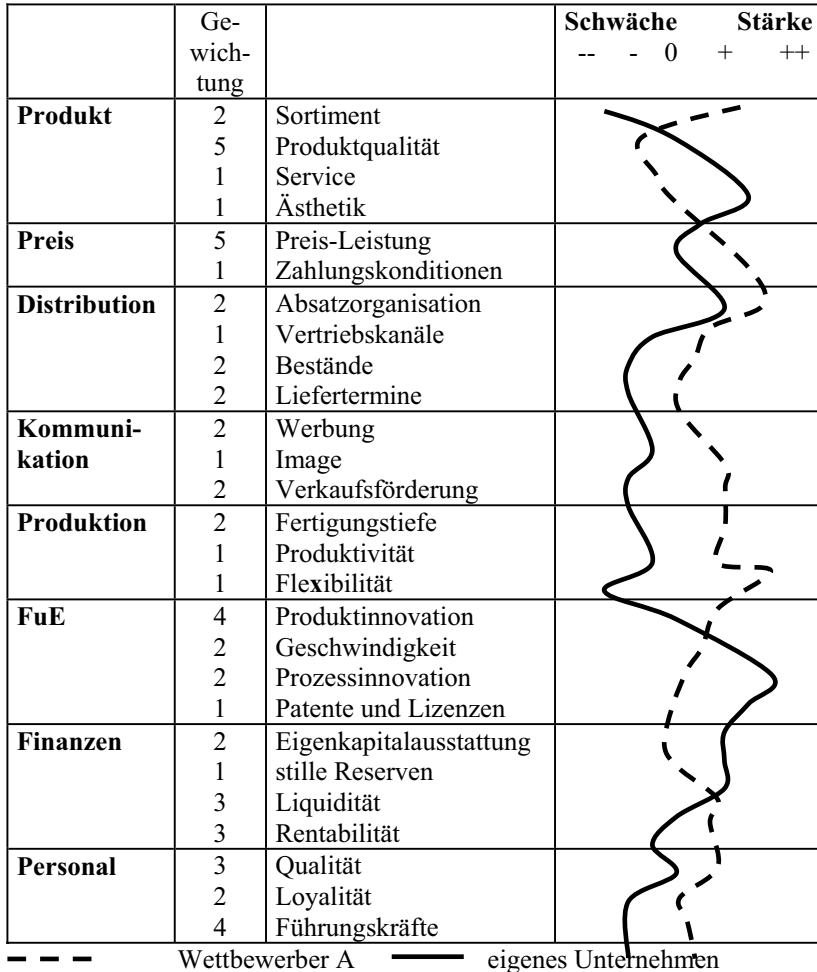 Ge- Schwäche Stärke
wich- -- - 0 + ++
tung
Produkt 2 Sortiment
5 Produktqualität
1 Service
1 Ästhetik
Preis 5 Preis-Leistung
1 Zahlungskonditionen
Distribution 2 Absatzorganisation
1 Vertriebskanäle
2 Bestände
2 Liefertermine
Kommuni- 2 Werbung
kation 1 Image
2 Verkaufsförderung
Produktion 2 Fertigungstiefe
1 Produktivität
1 Flexibilität
FuE 4 Produktinnovation
2 Geschwindigkeit
2 Prozessinnovation
1 Patente und Lizenzen
Finanzen 2 Eigenkapitalausstattung
1 stille Reserven
3 Liquidität
3 Rentabilität
Personal 3 Qualität
2 Loyalität
4 Führungskräfte
Wettbewerber A eigenes Unternehmen